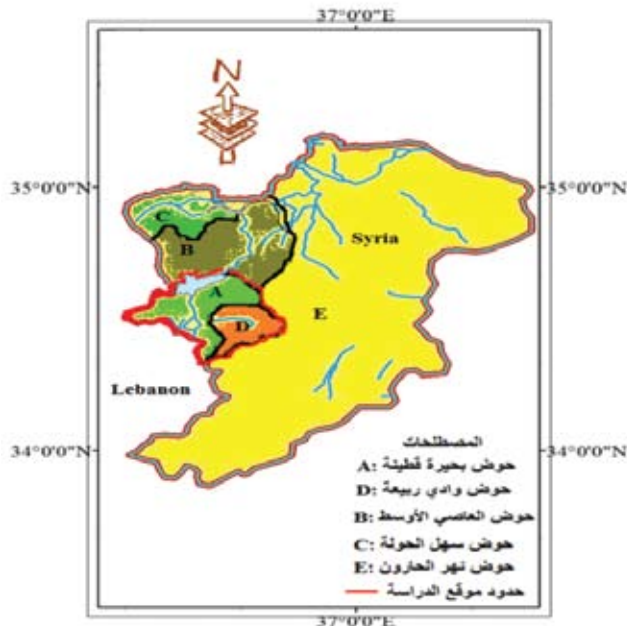 37°0'0"E
N
35°0'0"N 35°0'0"N
C
B
Syria
A
E
D
Lebanon
34°0'0"N 34°0'0"N
المصطلحات
A: حوض بحيرة قطينة
D: حوض وادي ربيعة
B: حوض العاصي الأوسط
C: حوض سهل الحولة
E: حوض نهر الحارون
حدود موقع الدراسة
37°0'0"E